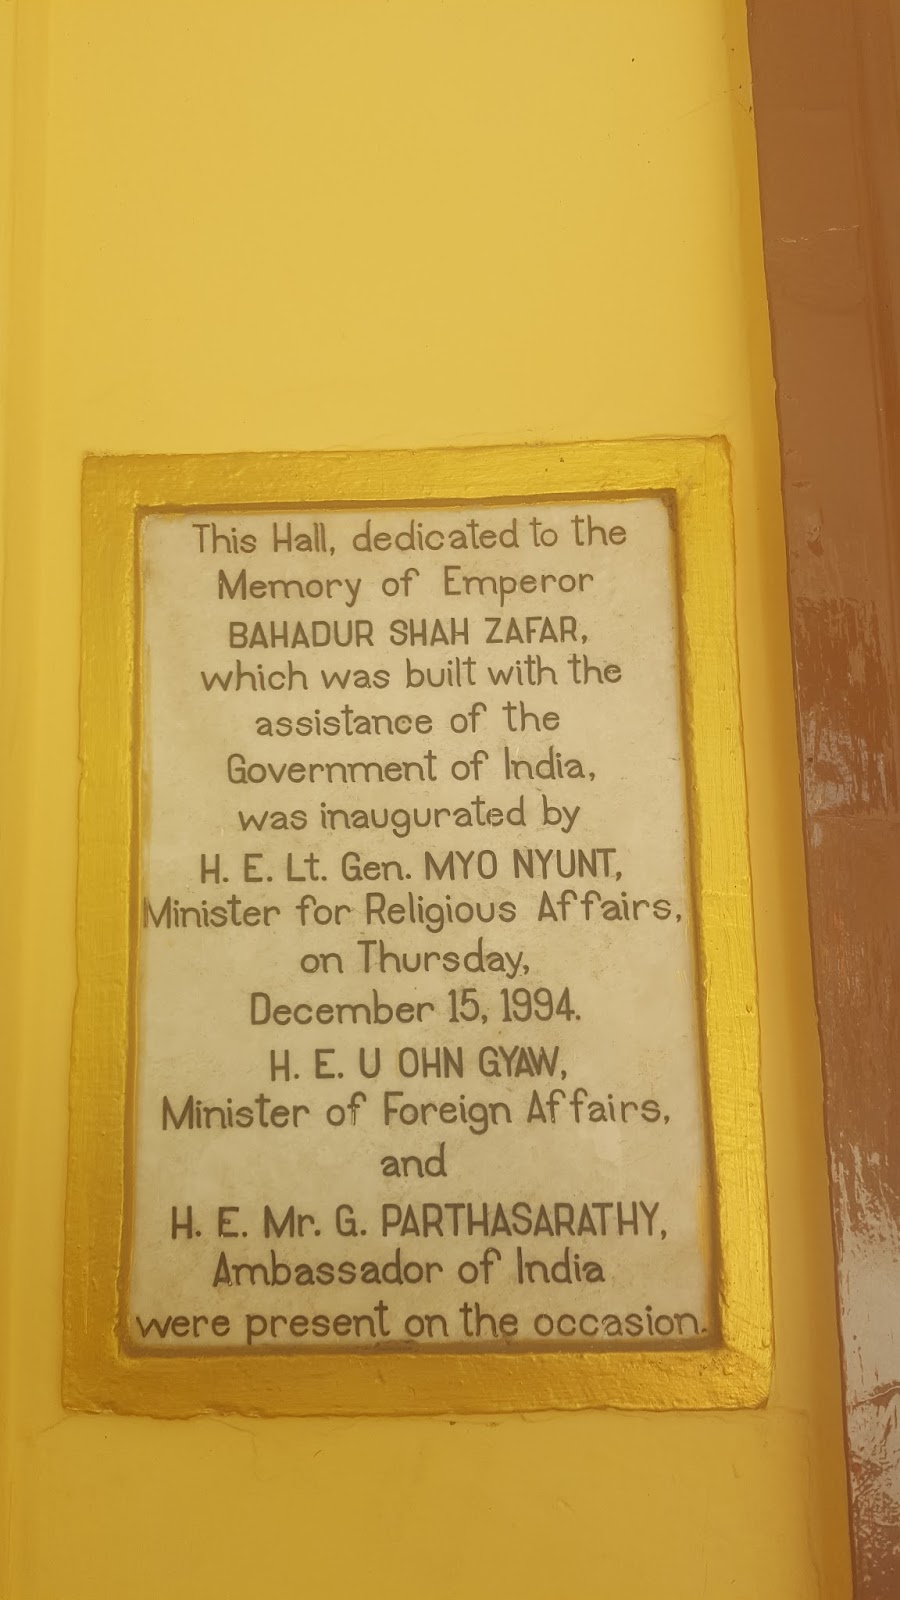 This Hall, dedicated to the
Memory of Emperor
BAHADUR SHAH ZAFAR,
which was built with the
assistance of the
Government of India,
was inaugurated by
H. E. Lt. Gen. MYO NYUNT,
Minister for Religious Affairs,
on Thursday,
December 15, 1994.
H. E. U OHN GYAW,
Minister of Foreign Affairs,
and
H. E. Mr. G. PARTHASARATHY,
Ambassador of India
were present on the occasion.